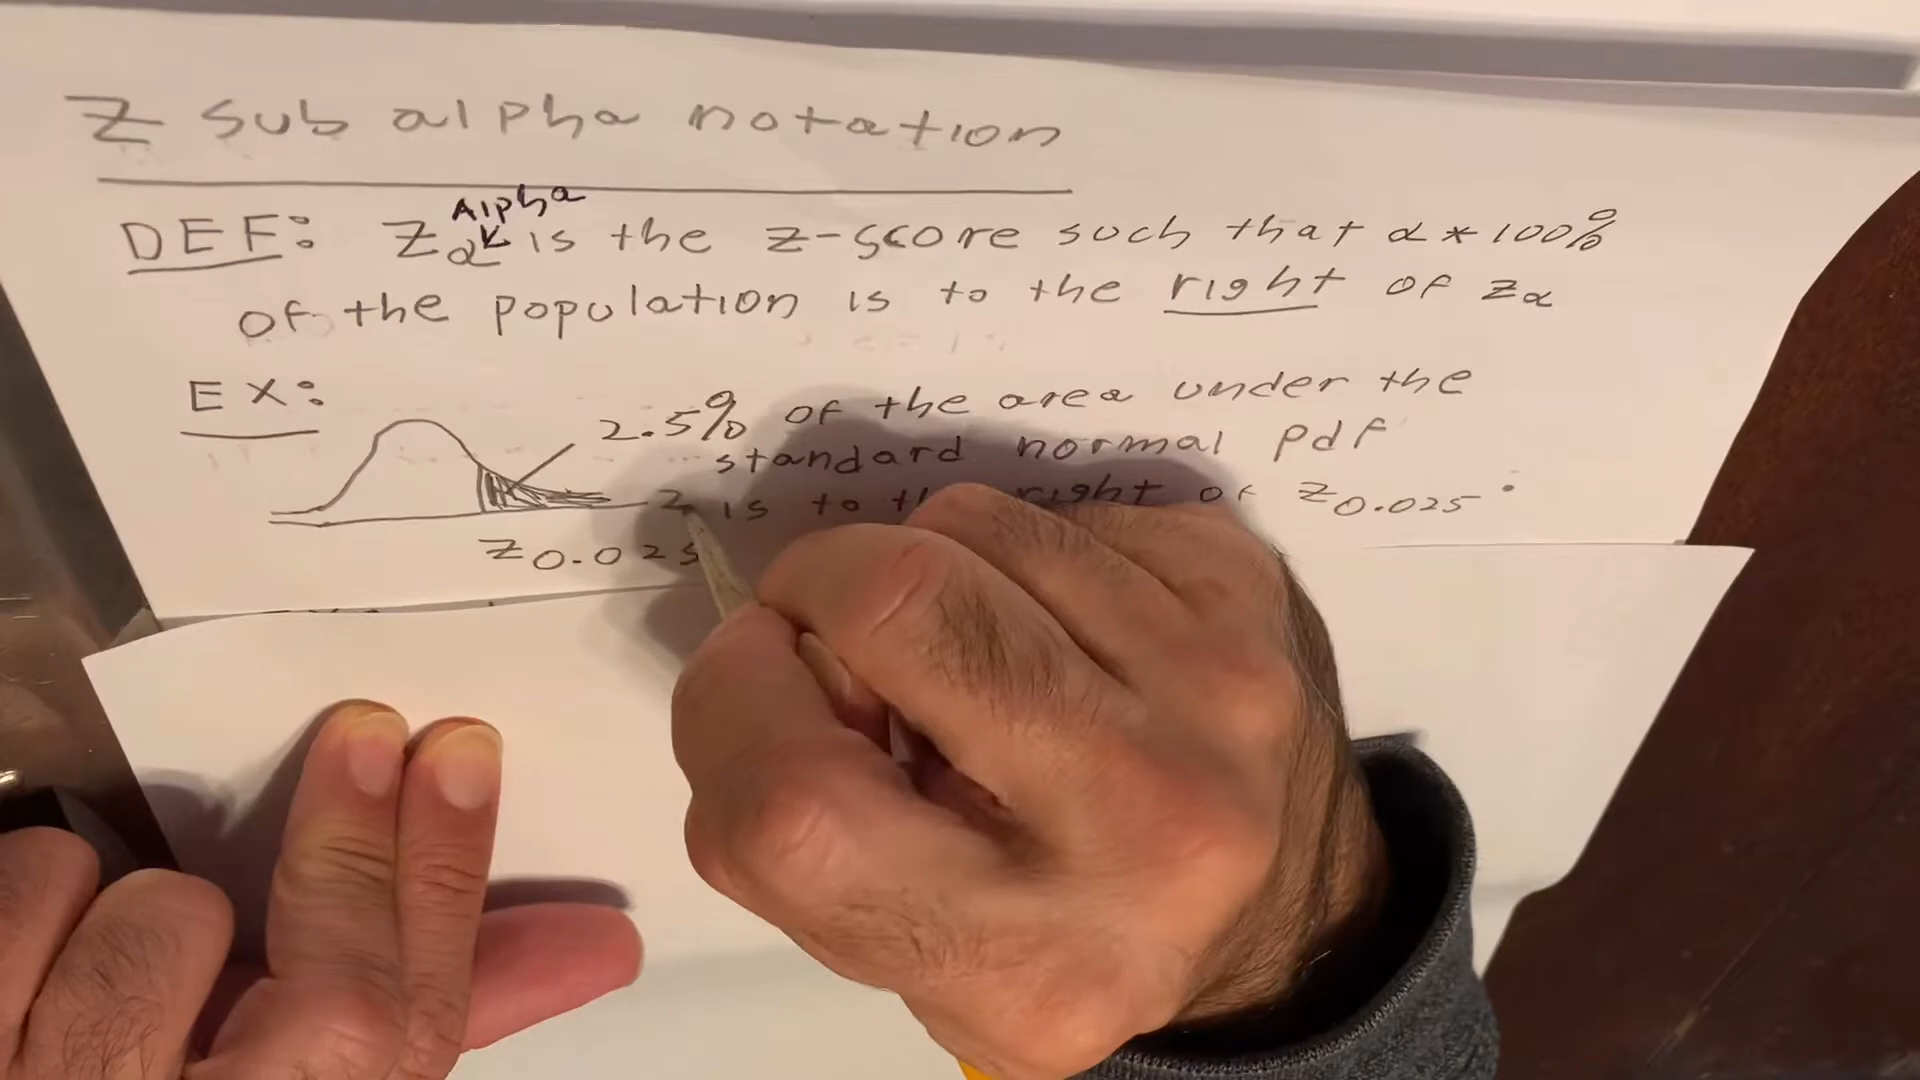 Z sub alpha notation
Alpha
DEF: Zα is the z-score such that α * 100%
of the population is to the right of zα
EX:
2.5% of the area under the
standard normal pdf
z is to right of z0.025.
z0.025